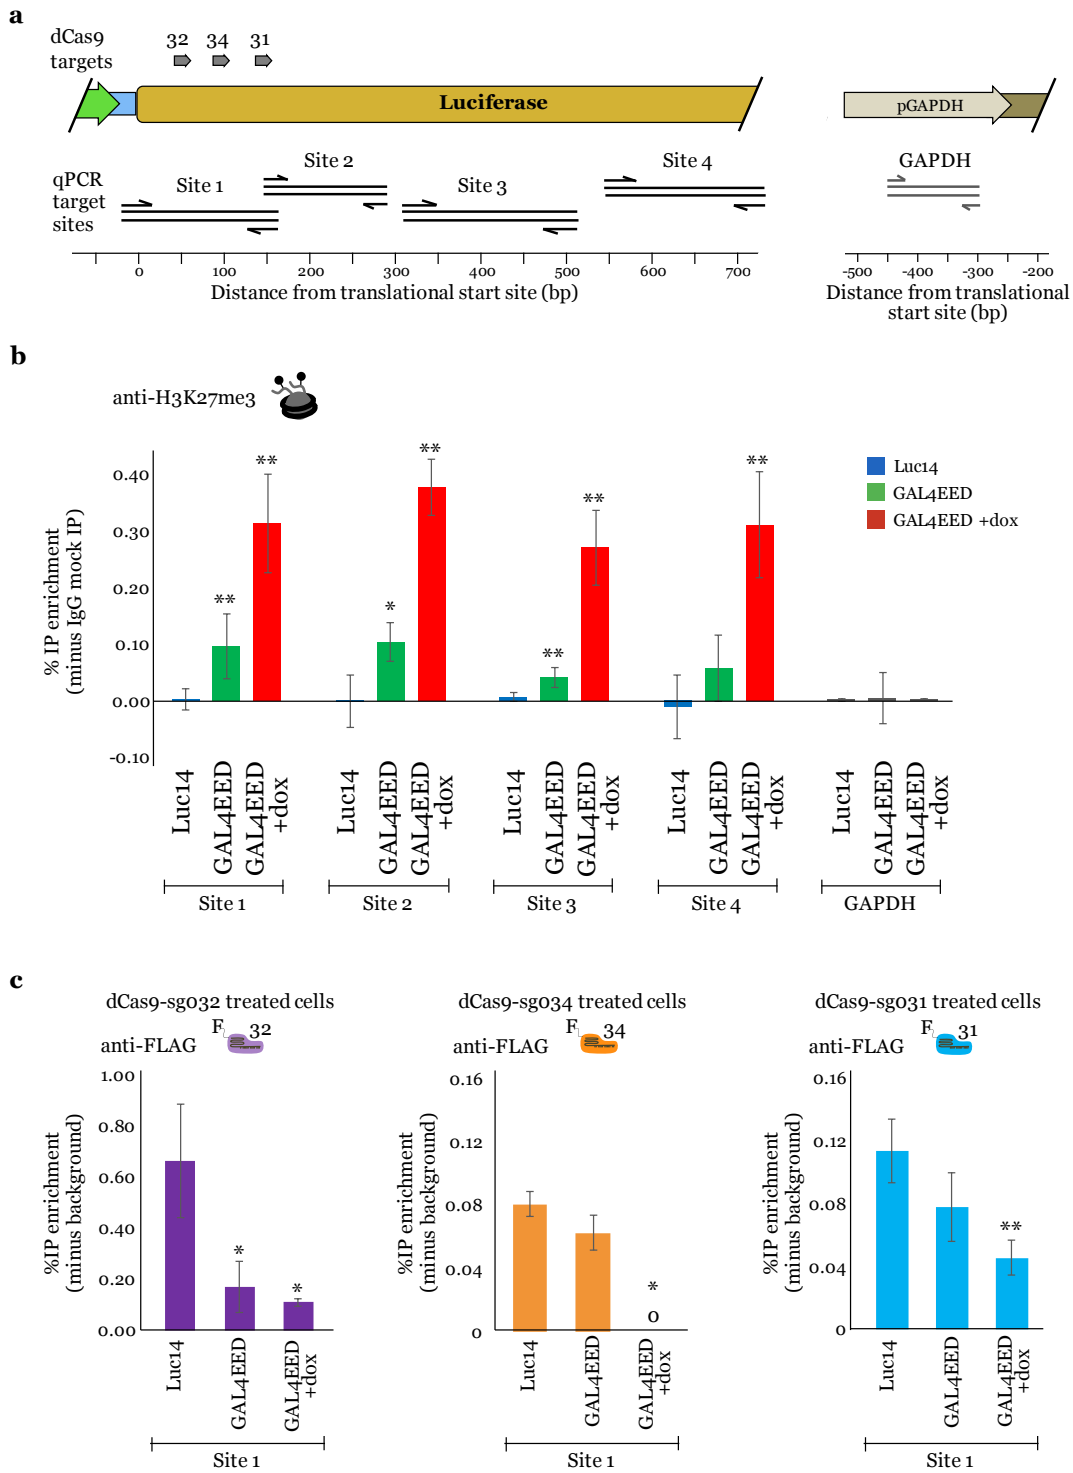 a
dCas9
targets
32 34 31
Luciferase
pGAPDH
qPCR
target
sites
Site 1
Site 2
Site 3
Site 4
GAPDH
0 100 200 300 400 500 600 700
Distance from translational start site (bp)
-500 -400 -300 -200
Distance from translational
start site (bp)
b
anti-H3K27me3
% IP enrichment
(minus IgG mock IP)
0.40
0.30
0.20
0.10
0.00
-0.10
** ** * ** ** ** **
Luc14
GAL4EED
GAL4EED +dox
Luc14
GAL4EED
GAL4EED
+dox
Site 1
Luc14
GAL4EED
GAL4EED
+dox
Site 2
Luc14
GAL4EED
GAL4EED
+dox
Site 3
Luc14
GAL4EED
GAL4EED
+dox
Site 4
Luc14
GAL4EED
GAL4EED
+dox
GAPDH
c
dCas9-sg032 treated cells
F 32
anti-FLAG
%IP enrichment
(minus background)
1.00
0.80
0.60
0.40
0.20
0.00
* *
Luc14
GAL4EED
GAL4EED
+dox
Site 1
dCas9-sg034 treated cells
F 34
anti-FLAG
%IP enrichment
(minus background)
0.16
0.12
0.08
0.04
0
*
0
Luc14
GAL4EED
GAL4EED
+dox
Site 1
dCas9-sg031 treated cells
F 31
anti-FLAG
%IP enrichment
(minus background)
0.16
0.12
0.08
0.04
0
**
Luc14
GAL4EED
GAL4EED
+dox
Site 1